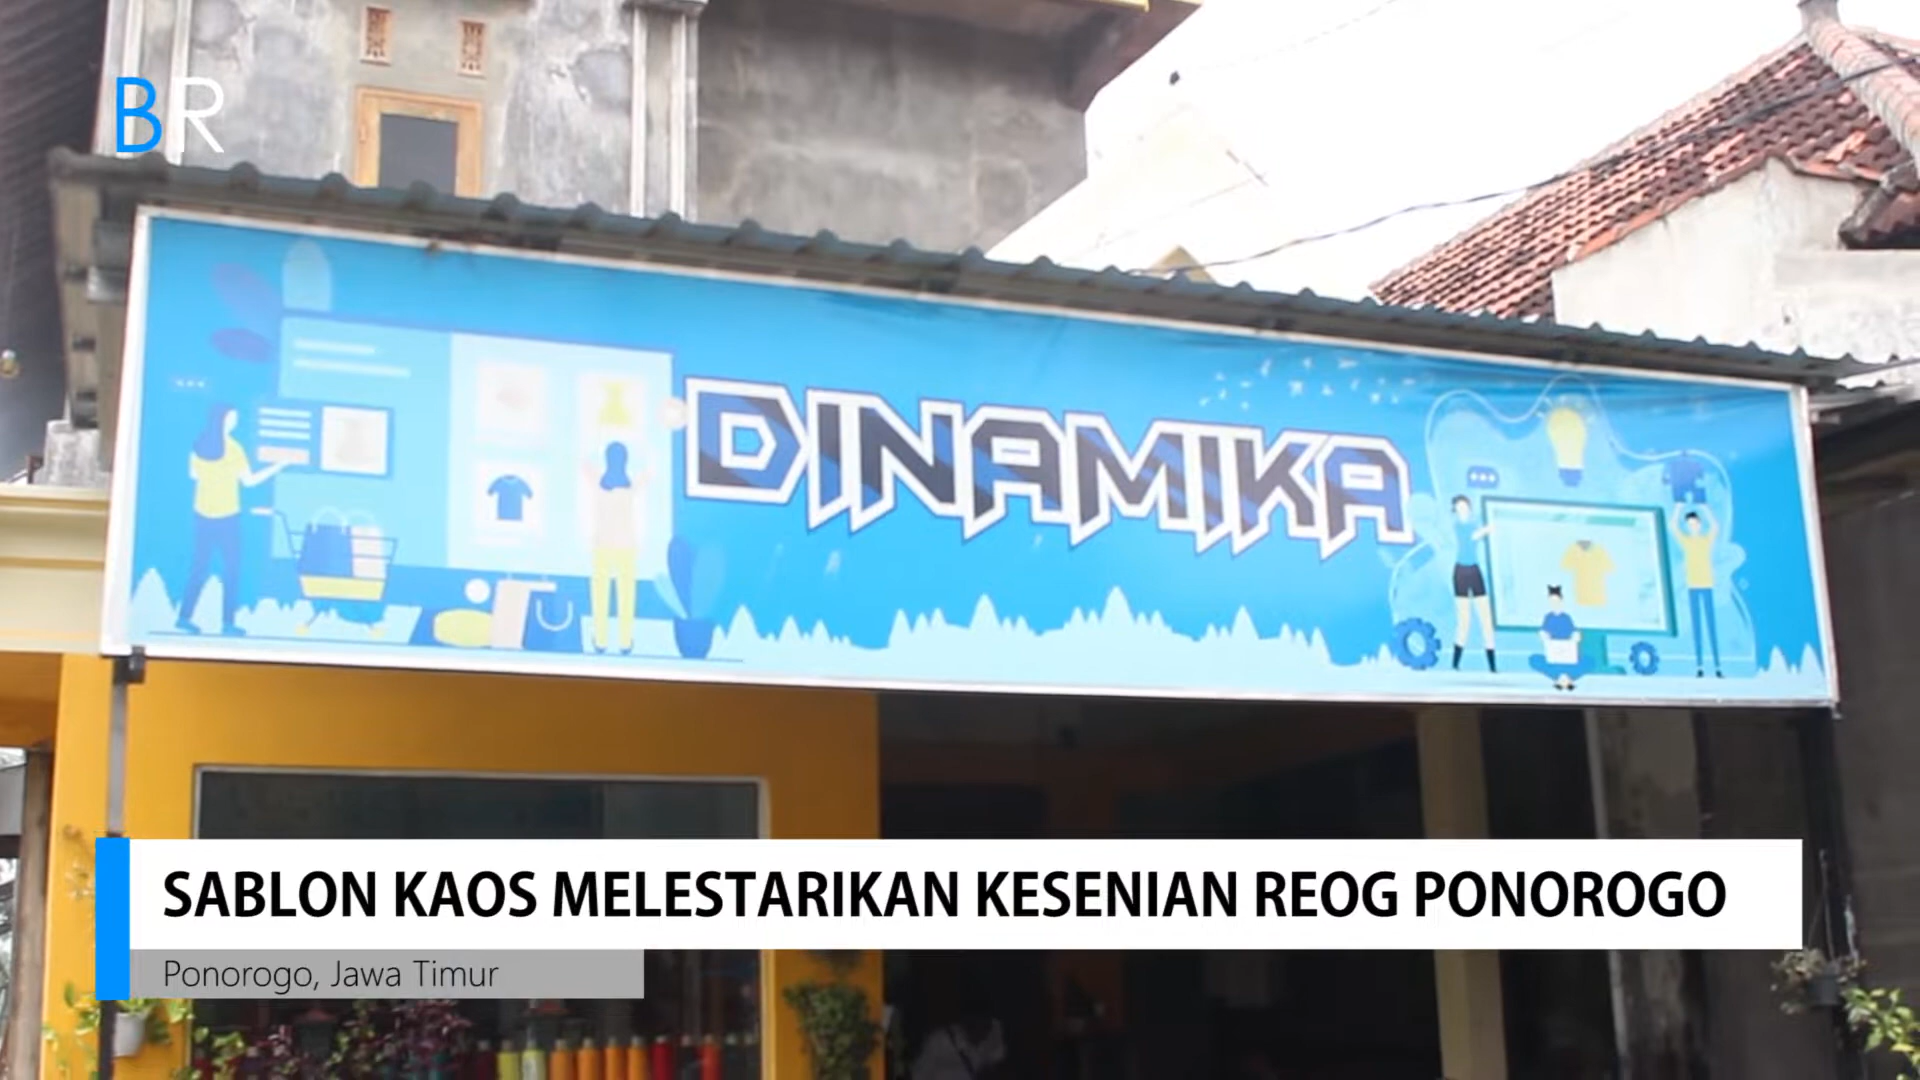 BR
DINAMIKA
SABLON KAOS MELESTARIKAN KESENIAN REOG PONOROGO
Ponorogo, Jawa Timur